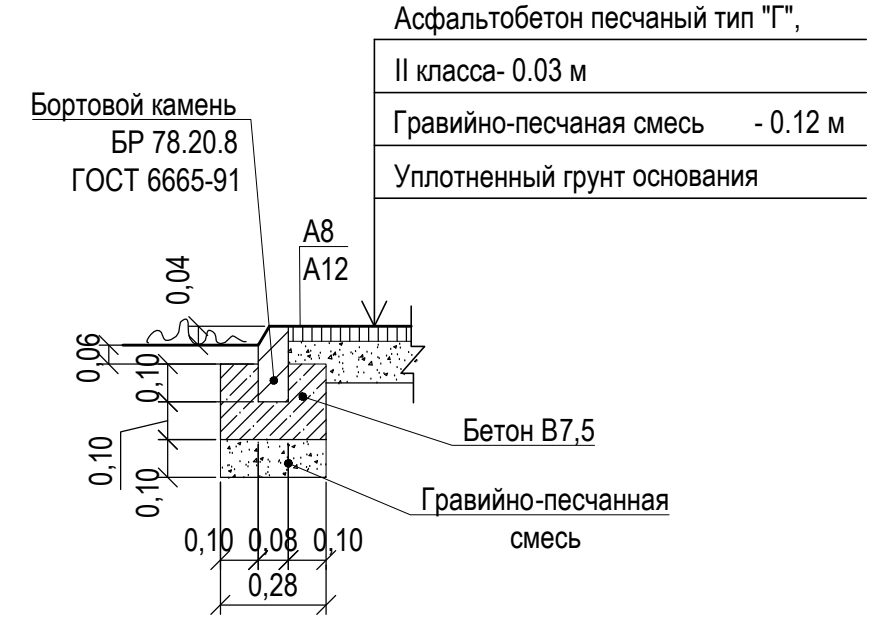 Асфальтобетон песчаный тип "Г",
II класса- 0.03 м
Гравийно-песчаная смесь - 0.12 м
Уплотненный грунт основания
Бортовой камень
БР 78.20.8
ГОСТ 6665-91
А8
А12
0,04
0,06
0,10
0,10
0,10
Бетон В7,5
Гравийно-песчанная
смесь
0,10 0,08 0,10
0,28